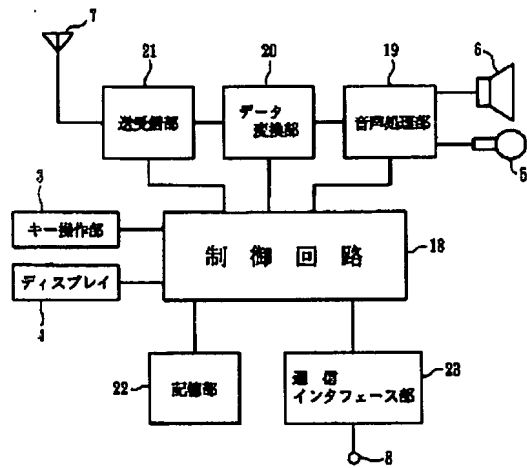 7
21
20
19
6
送受信部
データ
変換部
音声処理部
5
3
キー操作部
制御回路
18
ディスプレイ
4
22
記憶部
通信
インタフェース部
23
8